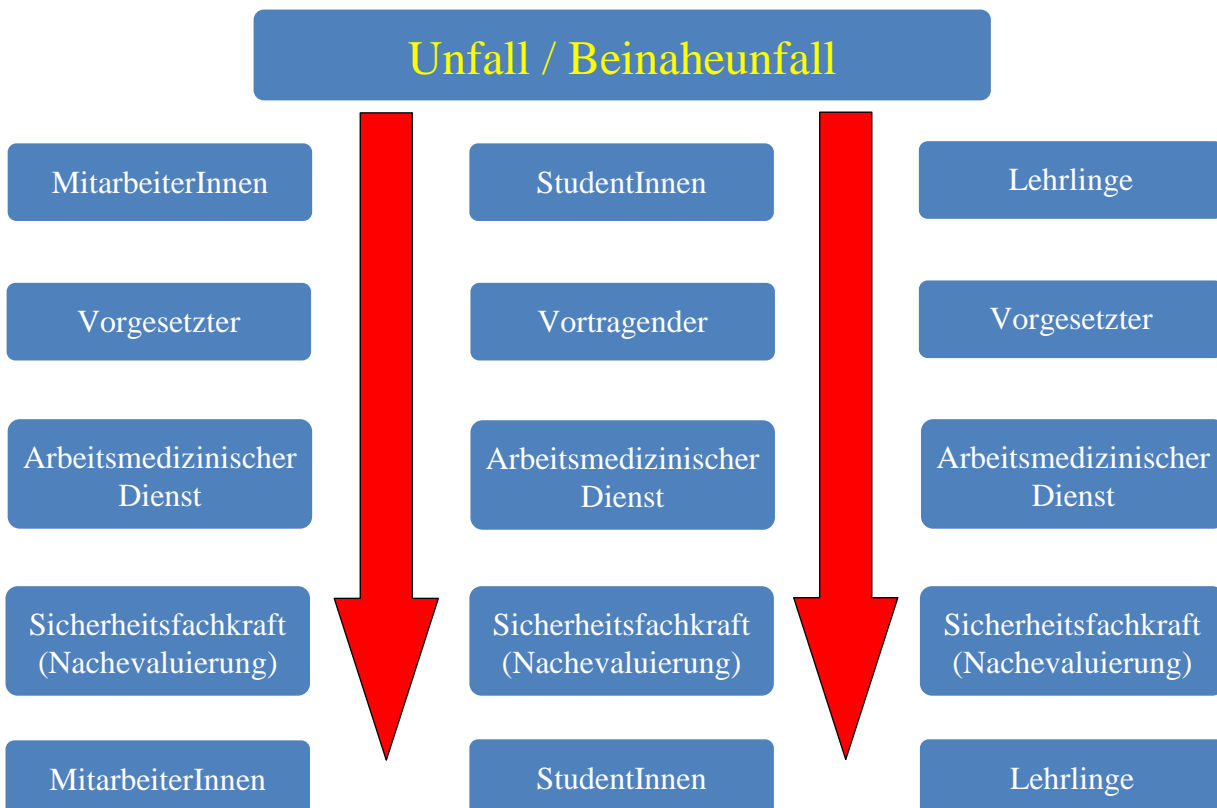 Unfall / Beinaheunfall
MitarbeiterInnen
StudentInnen
Lehrlinge
Vorgesetzter
Vortragender
Vorgesetzter
Arbeitsmedizinischer
Dienst
Arbeitsmedizinischer
Dienst
Arbeitsmedizinischer
Dienst
Sicherheitsfachkraft
(Nachevaluierung)
Sicherheitsfachkraft
(Nachevaluierung)
Sicherheitsfachkraft
(Nachevaluierung)
MitarbeiterInnen
StudentInnen
Lehrlinge